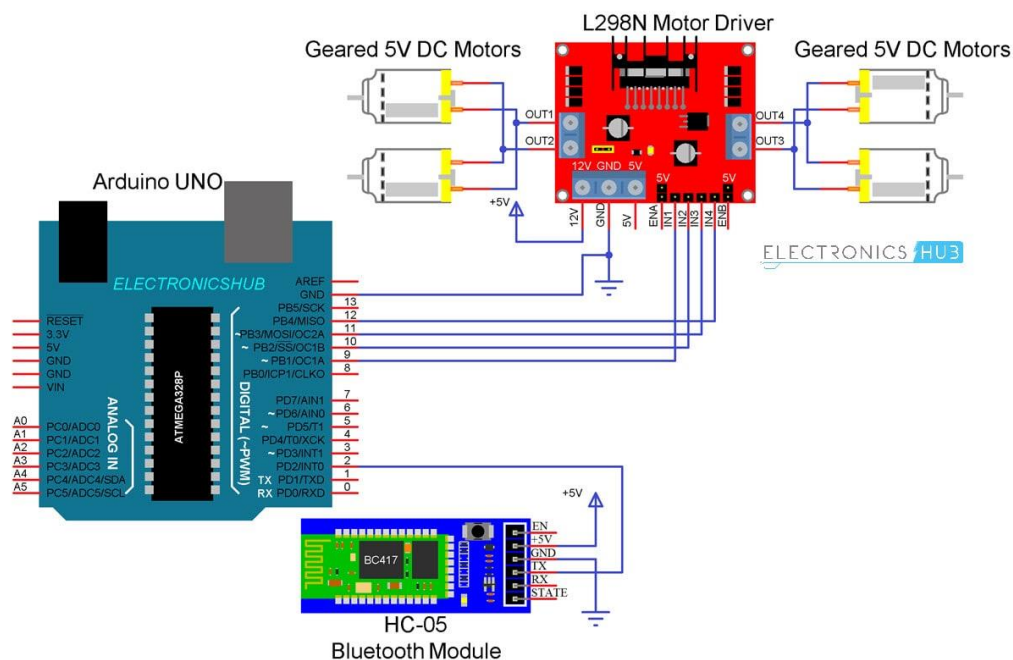 L298N Motor Driver
Geared 5V DC Motors
Geared 5V DC Motors
OUT1
OUT2
OUT4
OUT3
12V GND 5V
5V
5V
+5V
12V
GND
5V
ENA
IN1
IN2
IN3
IN4
ENB
ELECTRONICS HUB
Arduino UNO
ELECTRONICSHUB
RESET
3.3V
5V
GND
GND
VIN
A0 PC0/ADC0
A1 PC1/ADC1
A2 PC2/ADC2
A3 PC3/ADC3
A4 PC4/ADC4/SDA
A5 PC5/ADC5/SCL
ANALOG IN
ATMEGA328P
DIGITAL (~PWM)
AREF
GND
PB5/SCK 13
PB4/MISO 12
~PB3/MOSI/OC2A 11
~ PB2/SS/OC1B 10
~ PB1/OC1A 9
PB0/ICP1/CLKO 8
PD7/AIN1 7
~ PD6/AIN0 6
~ PD5/T1 5
PD4/T0/XCK 4
~ PD3/INT1 3
PD2/INT0 2
TX PD1/TXD 1
RX PD0/RXD 0
+5V
BC417
EN
+5V
GND
TX
RX
STATE
HC-05
Bluetooth Module